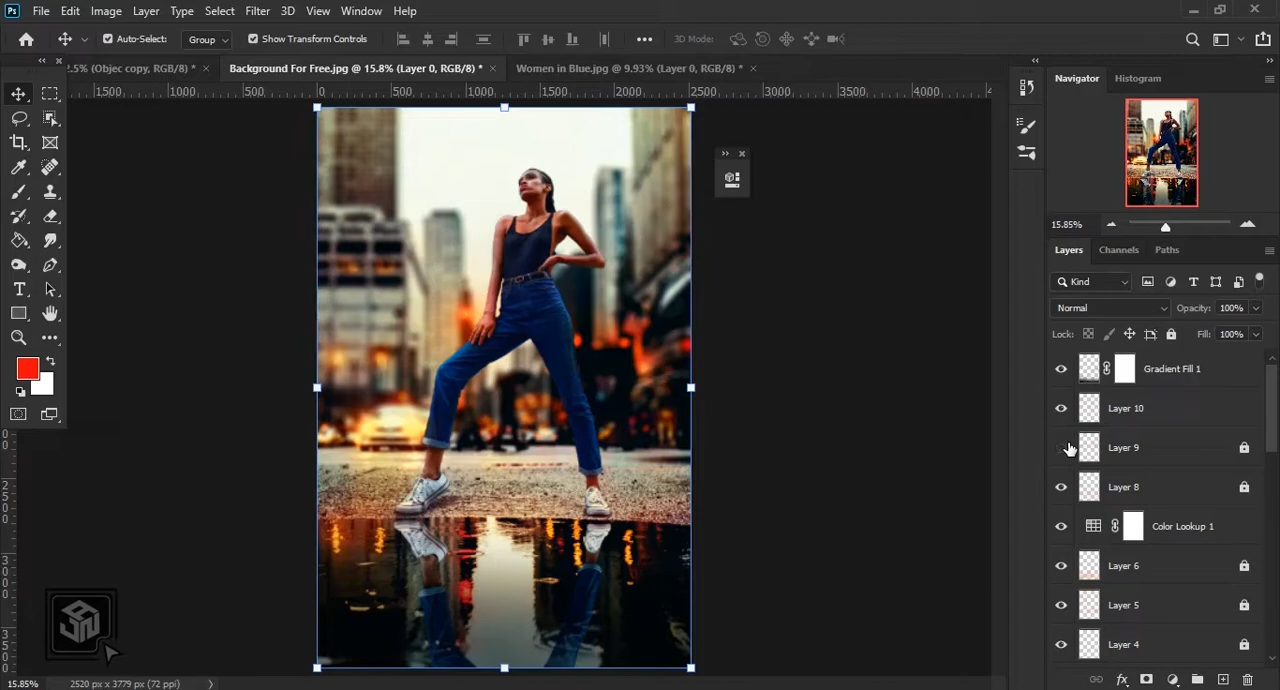 Ps File Edit Image Layer Type Select Filter 3D View Window Help
Auto-Select: Group Show Transform Controls 3D Mode:
2.5% (Objec copy, RGB/8) * × Background For Free.jpg @ 15.8% (Layer 0, RGB/8) * × Women in Blue.jpg @ 9.93% (Layer 0, RGB/8) * ×
1500 1000 500 0 500 1000 1500 2000 2500 3000 3500 4000
Navigator Histogram
15.85%
Layers Channels Paths
Kind
Normal Opacity: 100%
Lock: Fill: 100%
Gradient Fill 1
Layer 10
Layer 9
Layer 8
Color Lookup 1
Layer 6
Layer 5
Layer 4
15.85% 2520 px x 3779 px (72 ppi)
fx